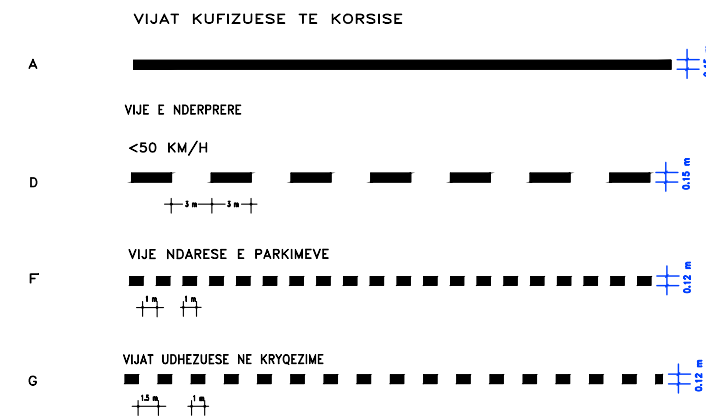 VIJAT KUFIZUESE TE KORSISE
A
VIJE E NDERPRERE
<50 KM/H
D
3 m 3 m
0.15 m
VIJE NDARESE E PARKIMEVE
F
1 m 1 m
0.12 m
VIJAT UDHEZUESE NE KRYQEZIME
G
1.5 m 1 m
0.12 m